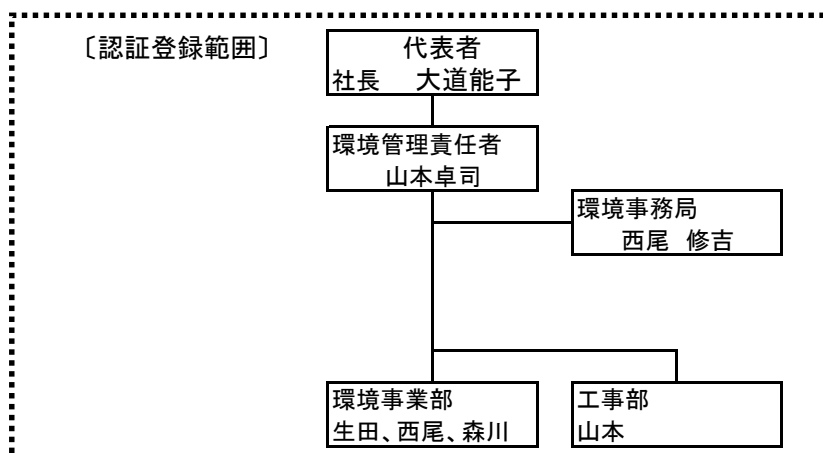 〔認証登録範囲〕
代表者
社長 大道能子
環境管理責任者
山本卓司
環境事務局
西尾 修吉
環境事業部
生田、西尾、森川
工事部
山本